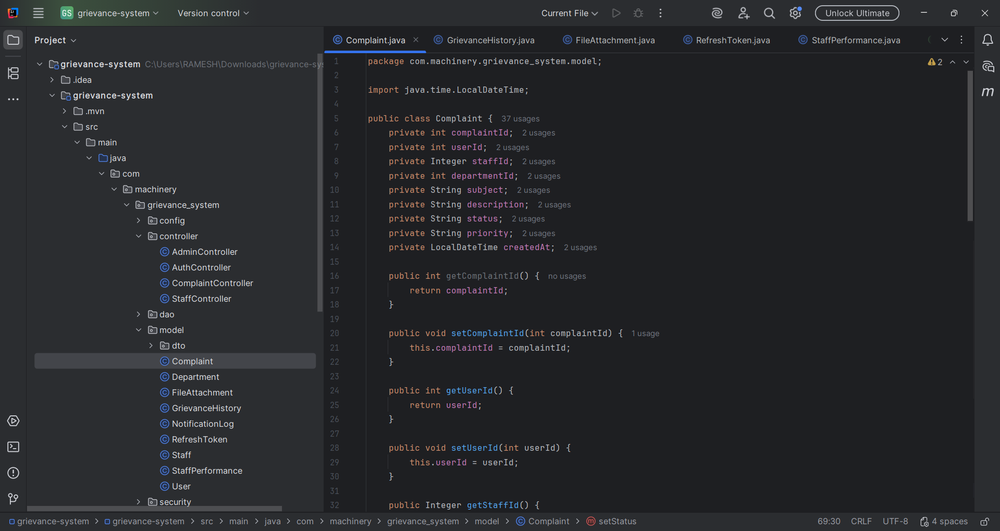 GS grievance-system
Version control
Current File
Unlock Ultimate
Project
grievance-system C:\Users\RAMESH\Downloads\grievance-sys
.idea
grievance-system
.mvn
src
main
java
com
machinery
grievance_system
config
controller
AdminController
AuthController
ComplaintController
StaffController
dao
model
dto
Complaint
Department
FileAttachment
GrievanceHistory
NotificationLog
RefreshToken
Staff
StaffPerformance
User
security
Complaint.java
GrievanceHistory.java
FileAttachment.java
RefreshToken.java
StaffPerformance.java
2
m
1 package com.machinery.grievance_system.model;
2
3 import java.time.LocalDateTime;
4
5 public class Complaint { 37 usages
6 private int complaintId; 2 usages
7 private int userId; 2 usages
8 private Integer staffId; 2 usages
9 private int departmentId; 2 usages
10 private String subject; 2 usages
11 private String description; 2 usages
12 private String status; 2 usages
13 private String priority; 2 usages
14 private LocalDateTime createdAt; 2 usages
15
16 public int getComplaintId() { no usages
17 return complaintId;
18 }
19
20 public void setComplaintId(int complaintId) { 1 usage
21 this.complaintId = complaintId;
22 }
23
24 public int getUserId() {
25 return userId;
26 }
27
28 public void setUserId(int userId) {
29 this.userId = userId;
30 }
31
32 public Integer getStaffId() {
grievance-system > grievance-system > src > main > java > com > machinery > grievance_system > model > Complaint > setStatus
69:30 CRLF UTF-8 4 spaces